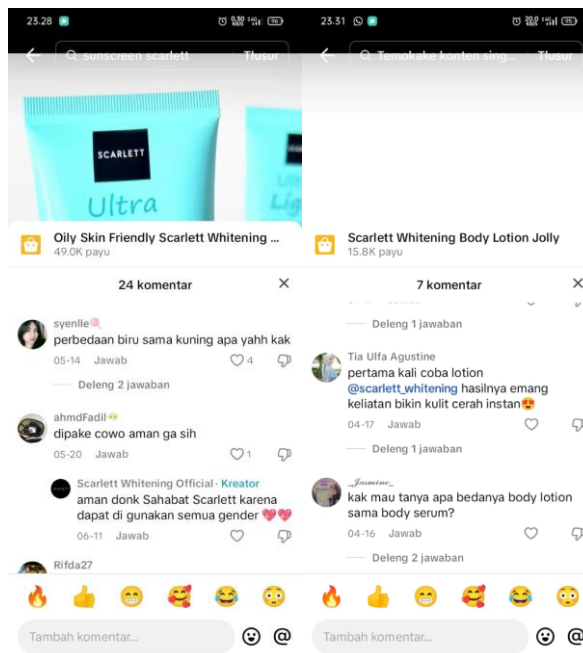 23.28
96
sunscreen scarlett
Tlusur
SCARLETT
Ultra
SCARLETT
Oily Skin Friendly Scarlett Whitening ...
49.0K payu
24 komentar
syenlle
perbedaan biru sama kuning apa yahh kak
05-14 Jawab
4
Deleng 2 jawaban
ahmdFadil
dipake cowo aman ga sih
05-20 Jawab
1
Scarlett Whitening Official · Kreator
aman donk Sahabat Scarlett karena
dapat di gunakan semua gender
06-11 Jawab
Rifda27
Tambah komentar...
@
23.31
96
Temokake konten sing...
Tlusur
Scarlett Whitening Body Lotion Jolly
15.8K payu
7 komentar
Deleng 1 jawaban
Tia Ulfa Agustine
pertama kali coba lotion
@scarlett_whitening hasilnya emang
keliatan bikin kulit cerah instan😍
04-17 Jawab
Deleng 1 jawaban
_Jasmine_
kak mau tanya apa bedanya body lotion
sama body serum?
04-16 Jawab
Deleng 2 jawaban
Tambah komentar...
@